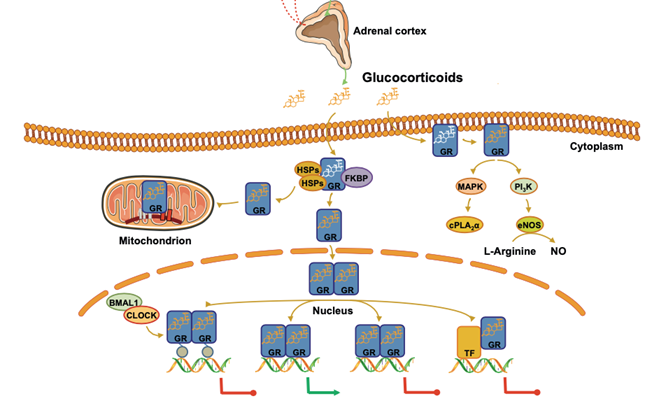 Adrenal cortex
Glucocorticoids
Cytoplasm
GR
GR
HSPs
HSPs
GR
FKBP
MAPK
PI₃K
GR
GR
Mitochondrion
GR
cPLA₂α
eNOS
L-Arginine
NO
GR
GR
BMAL1
CLOCK
Nucleus
GR
GR
GR
GR
GR
GR
TF
GR